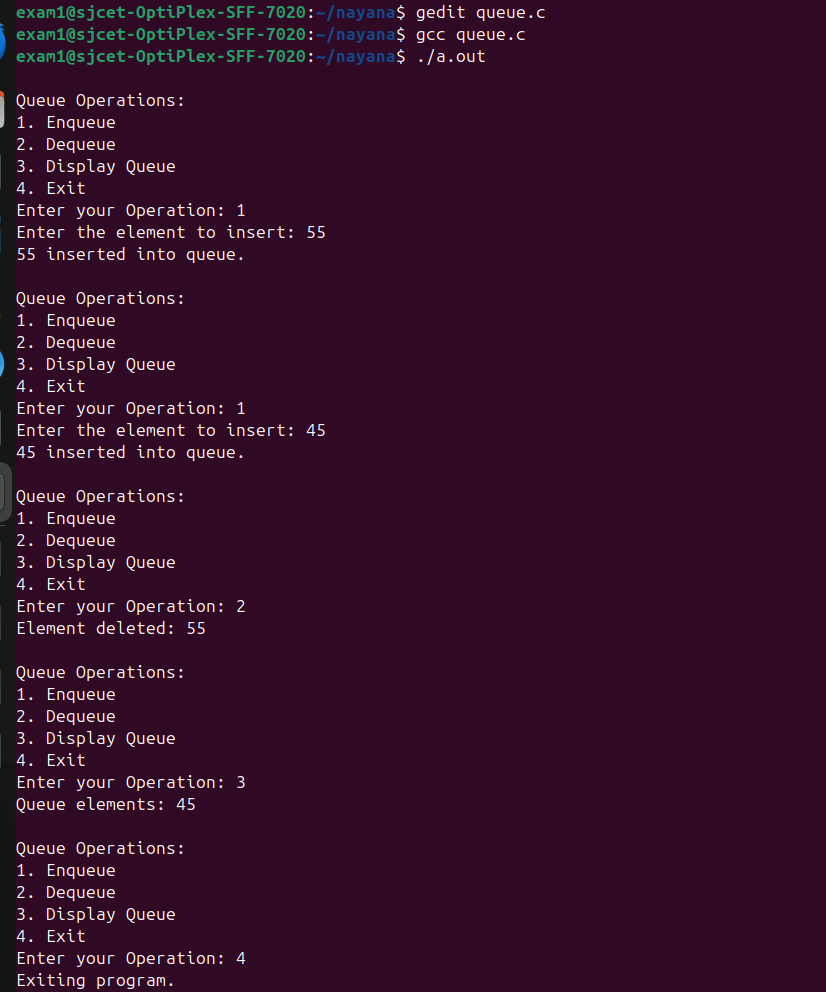 exam1@sjcet-OptiPlex-SFF-7020:~/nayana$ gedit queue.c
exam1@sjcet-OptiPlex-SFF-7020:~/nayana$ gcc queue.c
exam1@sjcet-OptiPlex-SFF-7020:~/nayana$ ./a.out
Queue Operations:
1. Enqueue
2. Dequeue
3. Display Queue
4. Exit
Enter your Operation: 1
Enter the element to insert: 55
55 inserted into queue.
Queue Operations:
1. Enqueue
2. Dequeue
3. Display Queue
4. Exit
Enter your Operation: 1
Enter the element to insert: 45
45 inserted into queue.
Queue Operations:
1. Enqueue
2. Dequeue
3. Display Queue
4. Exit
Enter your Operation: 2
Element deleted: 55
Queue Operations:
1. Enqueue
2. Dequeue
3. Display Queue
4. Exit
Enter your Operation: 3
Queue elements: 45
Queue Operations:
1. Enqueue
2. Dequeue
3. Display Queue
4. Exit
Enter your Operation: 4
Exiting program.